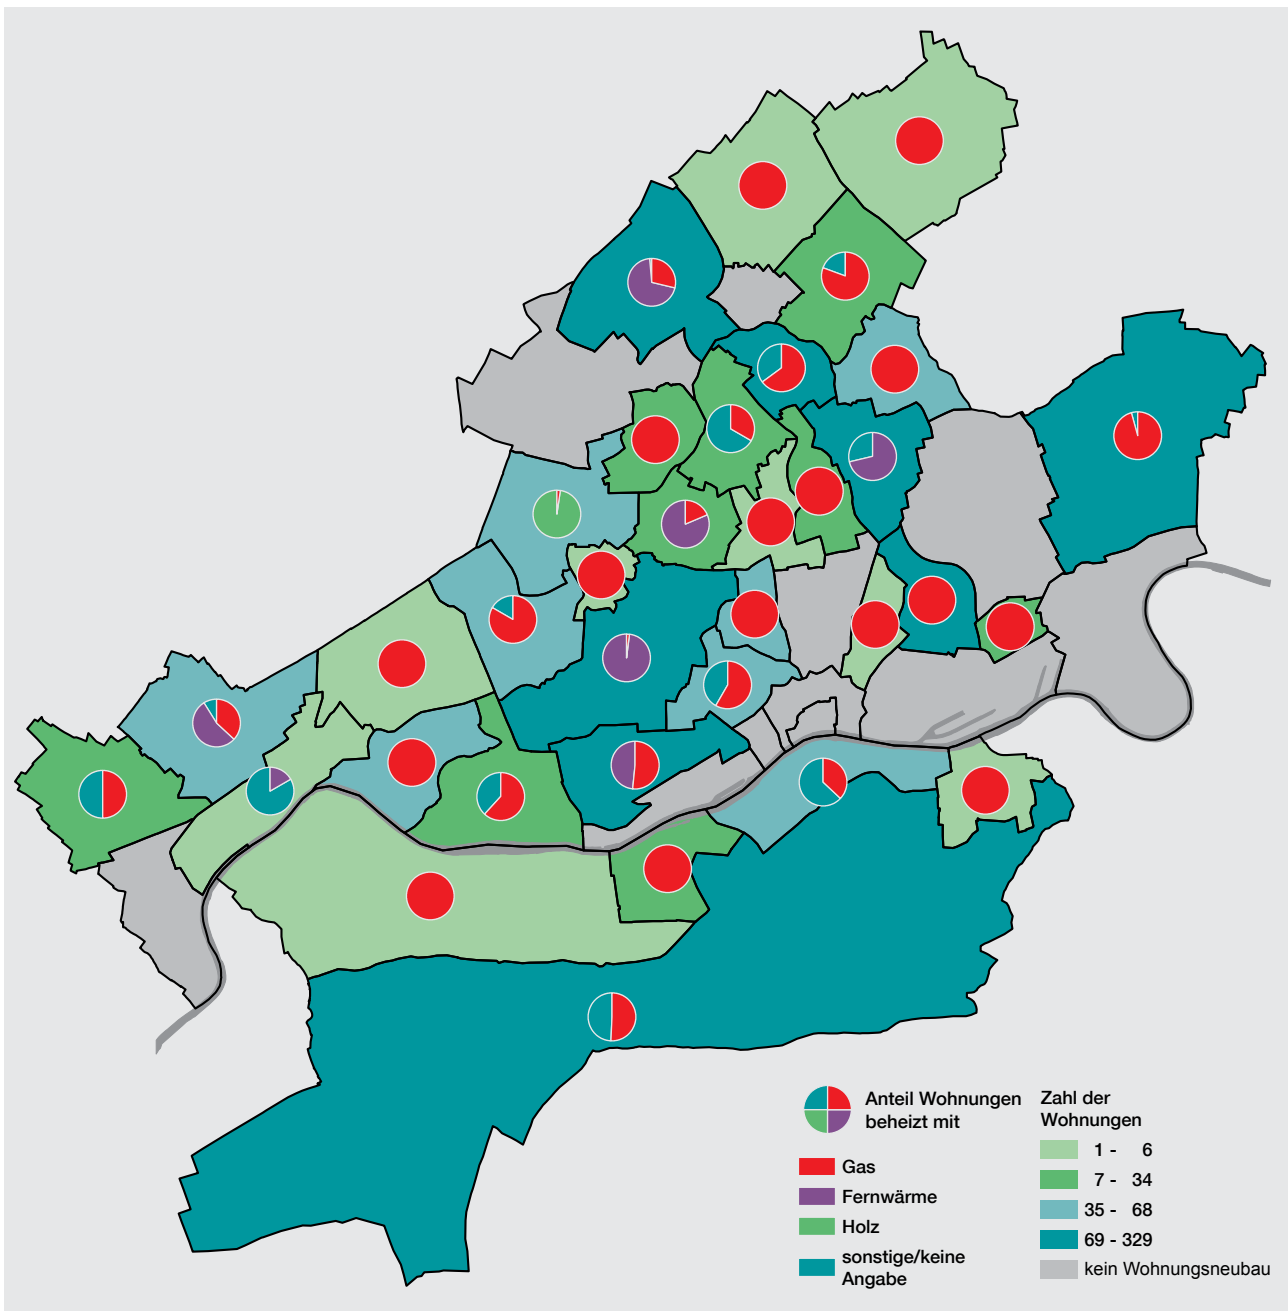 Anteil Wohnungen
beheizt mit
Gas
Fernwärme
Holz
sonstige/keine
Angabe
Zahl der
Wohnungen
1 - 6
7 - 34
35 - 68
69 - 329
kein Wohnungsneubau